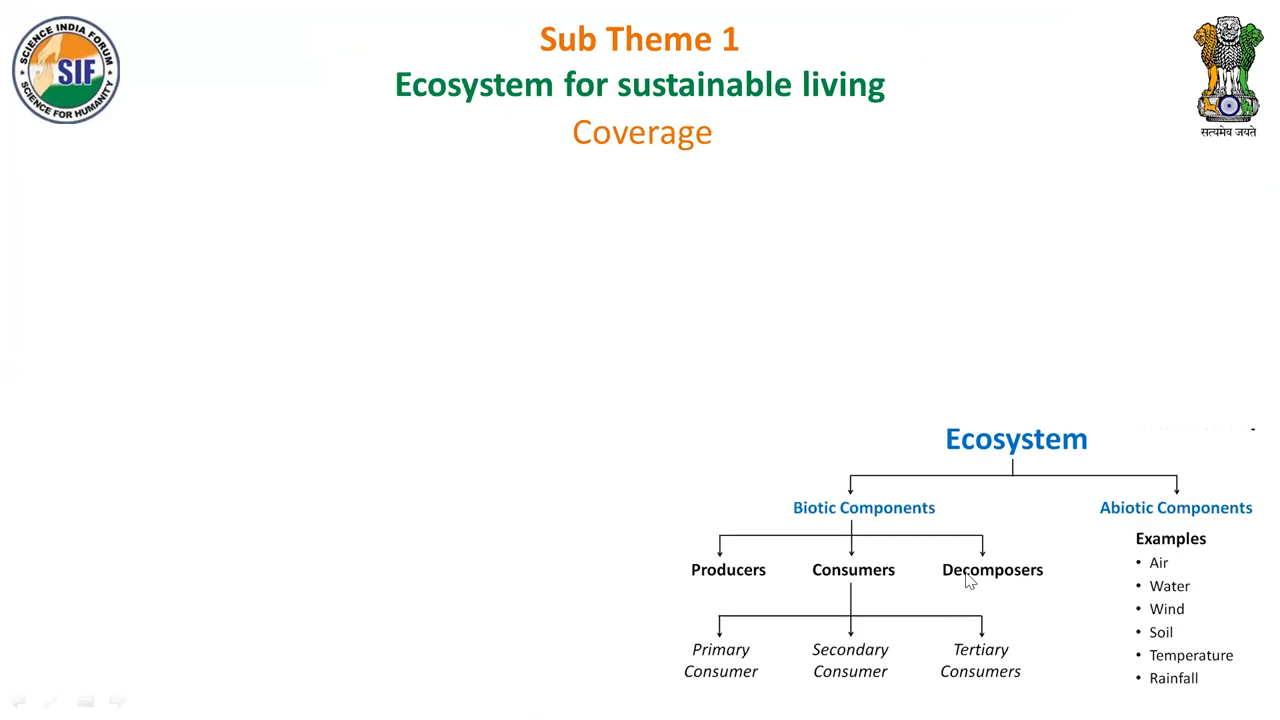 SCIENCE INDIA FORUM
SIF
SCIENCE FOR HUMANITY
Sub Theme 1
Ecosystem for sustainable living
Coverage
सत्यमेव जयते
Ecosystem
Biotic Components
Abiotic Components
Producers
Consumers
Decomposers
Primary
Consumer
Secondary
Consumer
Tertiary
Consumers
Examples
• Air
• Water
• Wind
• Soil
• Temperature
• Rainfall